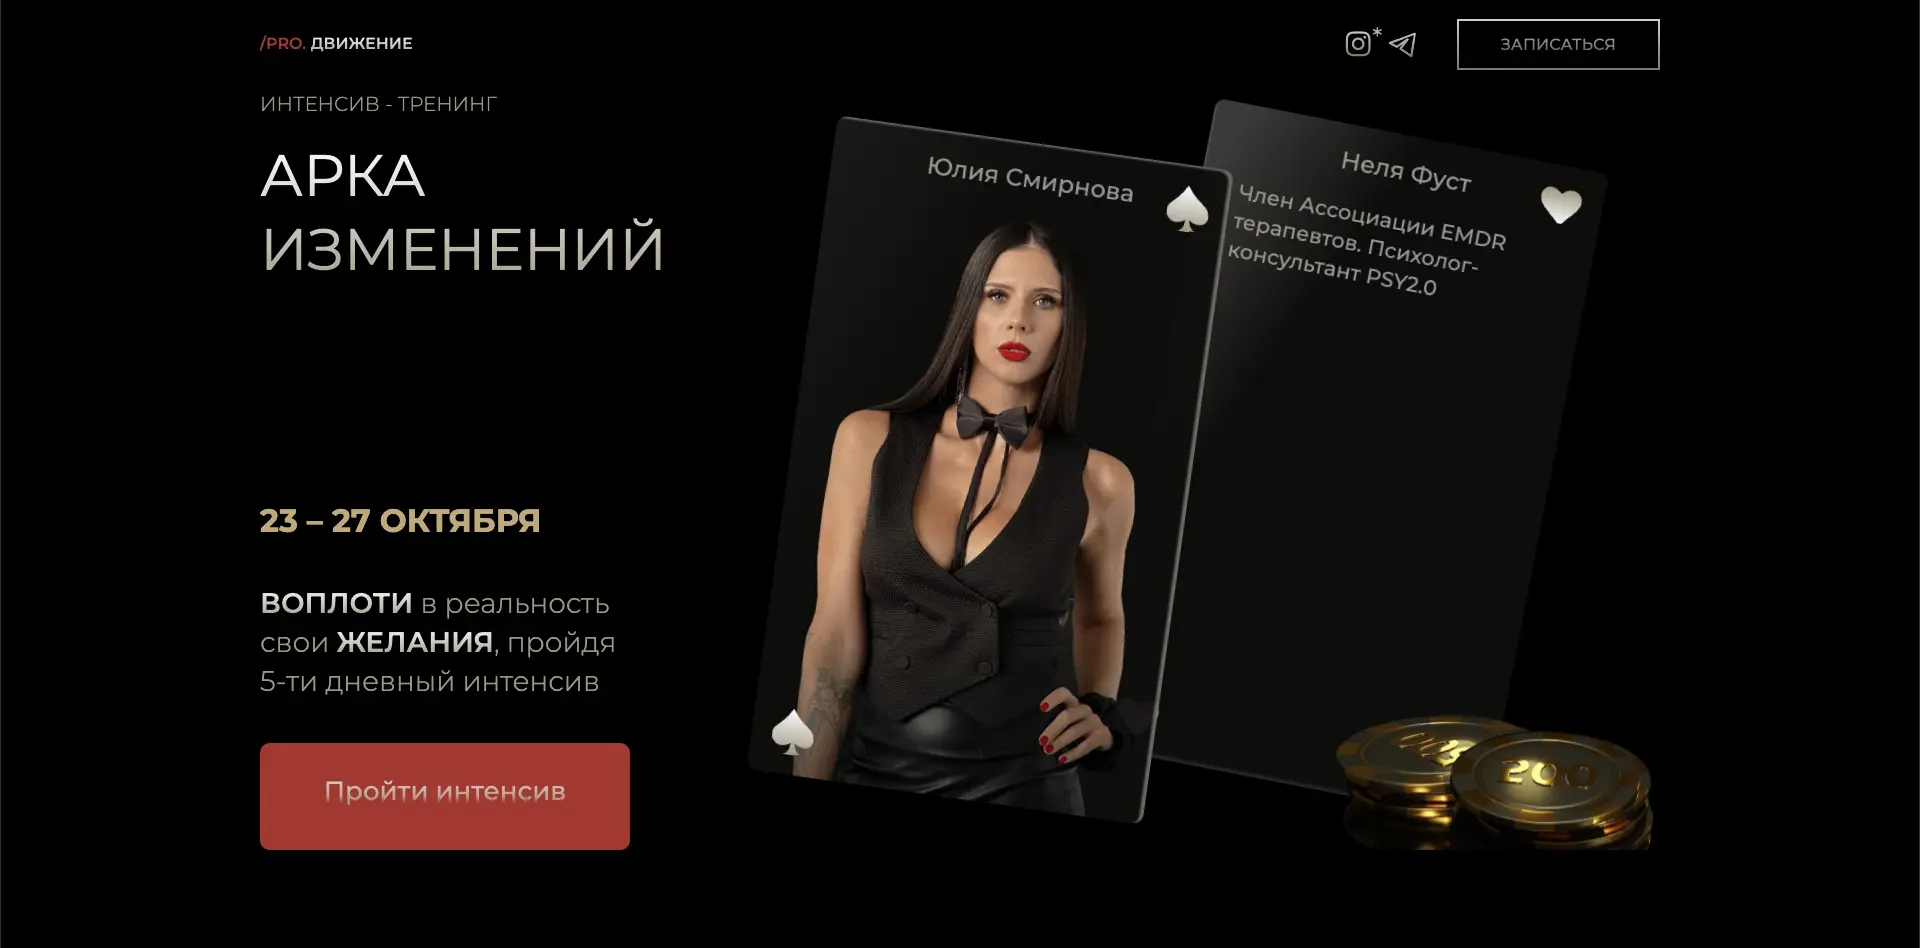 /PRO. ДВИЖЕНИЕ
*
ЗАПИСАТЬСЯ
ИНТЕНСИВ - ТРЕНИНГ
АРКА
ИЗМЕНЕНИЙ
23 – 27 ОКТЯБРЯ
ВОПЛОТИ в реальность
свои ЖЕЛАНИЯ, пройдя
5-ти дневный интенсив
Пройти интенсив
Юлия Смирнова
Неля Фуст
Член Ассоциации EMDR
терапевтов. Психолог-
консультант PSY2.0
200